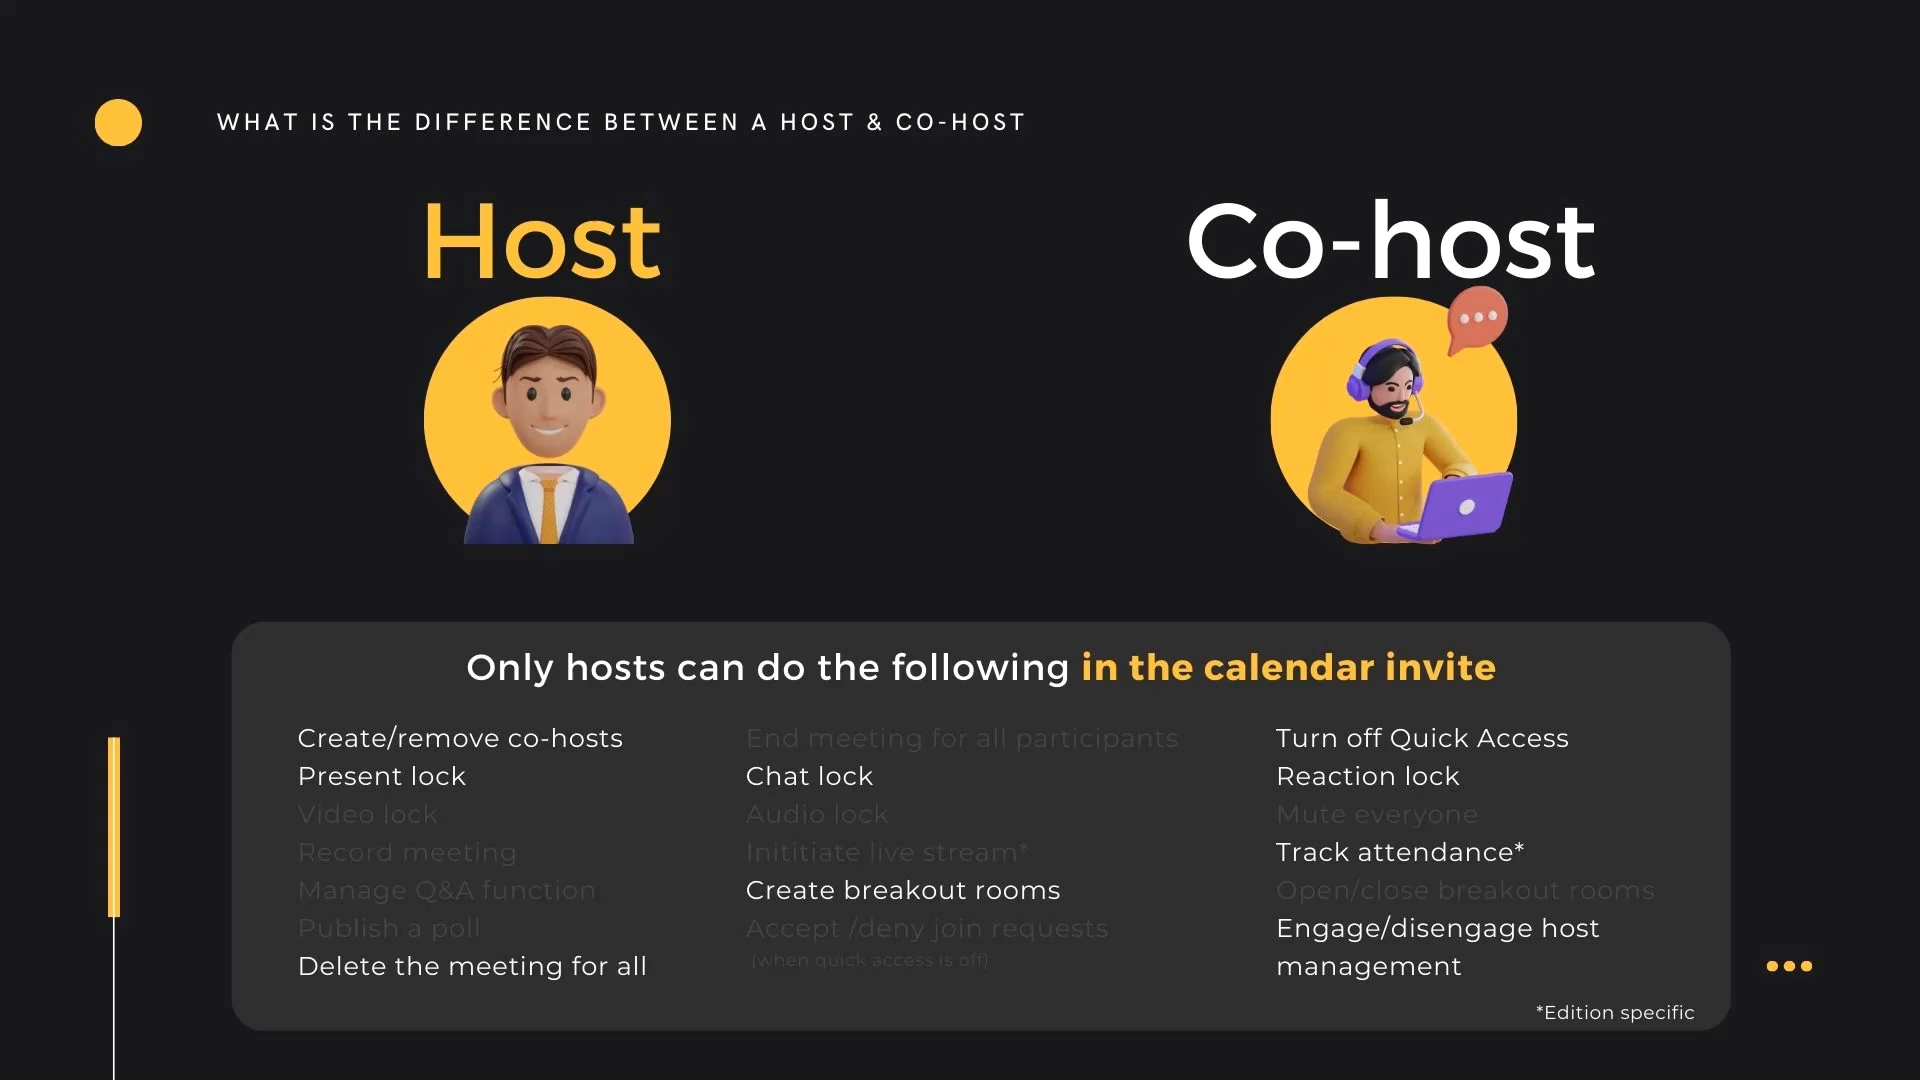 WHAT IS THE DIFFERENCE BETWEEN A HOST & CO-HOST
Host
Co-host
Only hosts can do the following in the calendar invite
Create/remove co-hosts
Present lock
Video lock
Record meeting
Manage Q&A function
Publish a poll
Delete the meeting for all
End meeting for all participants
Chat lock
Audio lock
Inititiate live stream*
Create breakout rooms
Accept /deny join requests
(when quick access is off)
Turn off Quick Access
Reaction lock
Mute everyone
Track attendance*
Open/close breakout rooms
Engage/disengage host
management
*Edition specific